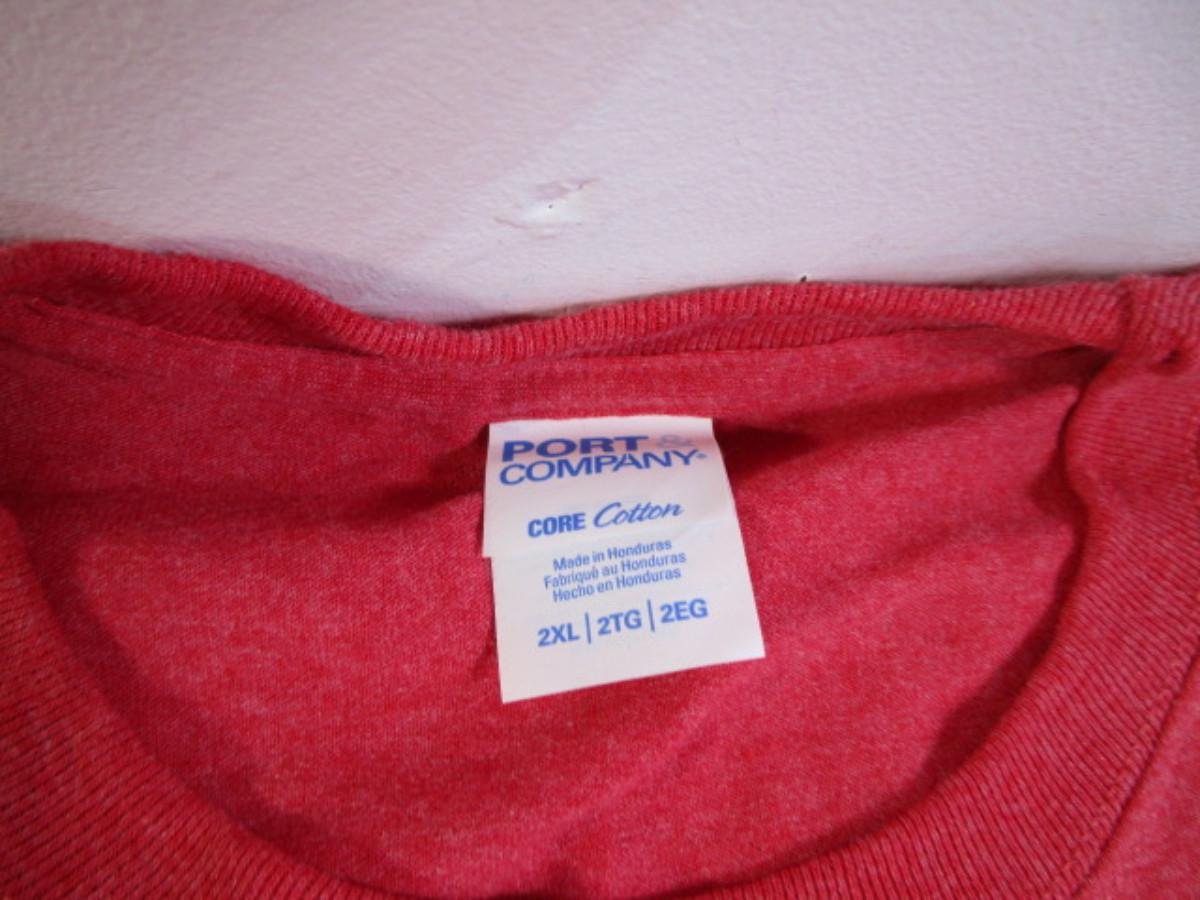 PORT &
COMPANY®
CORE Cotton
Made in Honduras
Fabriqué au Honduras
Hecho en Honduras
2XL | 2TG | 2EG